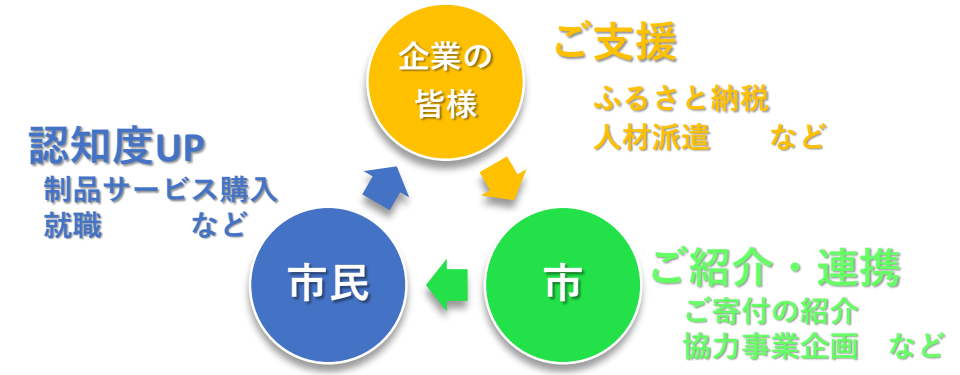 企業の
皆様
ご支援
ふるさと納税
人材派遣　　など
認知度UP
制品サービス購入
就職　　　など
市民
市
ご紹介・連携
ご寄付の紹介
協力事業企画　など